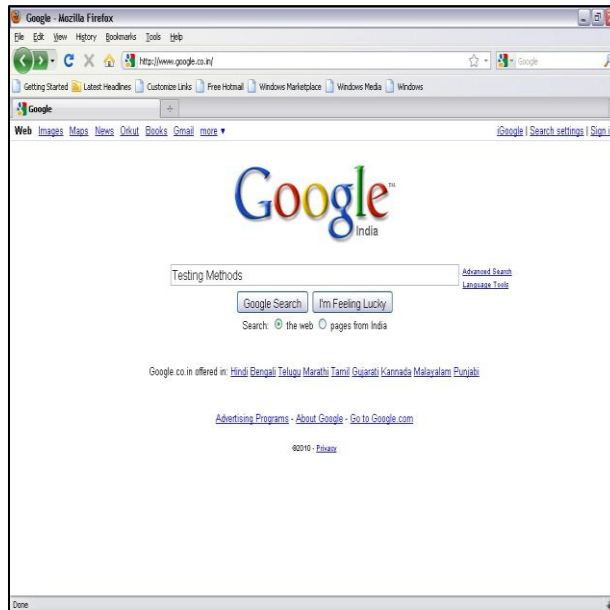 Google - Mozilla Firefox
File Edit View History Bookmarks Tools Help
http://www.google.co.in/ Google
Getting Started Latest Headlines Customize Links Free Hotmail Windows Marketplace Windows Media Windows
Google
Web Images Maps News Orkut Books Gmail more ▼ iGoogle | Search settings | Sign i
Google™
India
Testing Methods Advanced Search
Language Tools
Google Search I'm Feeling Lucky
Search: the web pages from India
Google.co.in offered in: Hindi Bengali Telugu Marathi Tamil Gujarati Kannada Malayalam Punjabi
Advertising Programs - About Google - Go to Google.com
©2010 - Privacy
Done